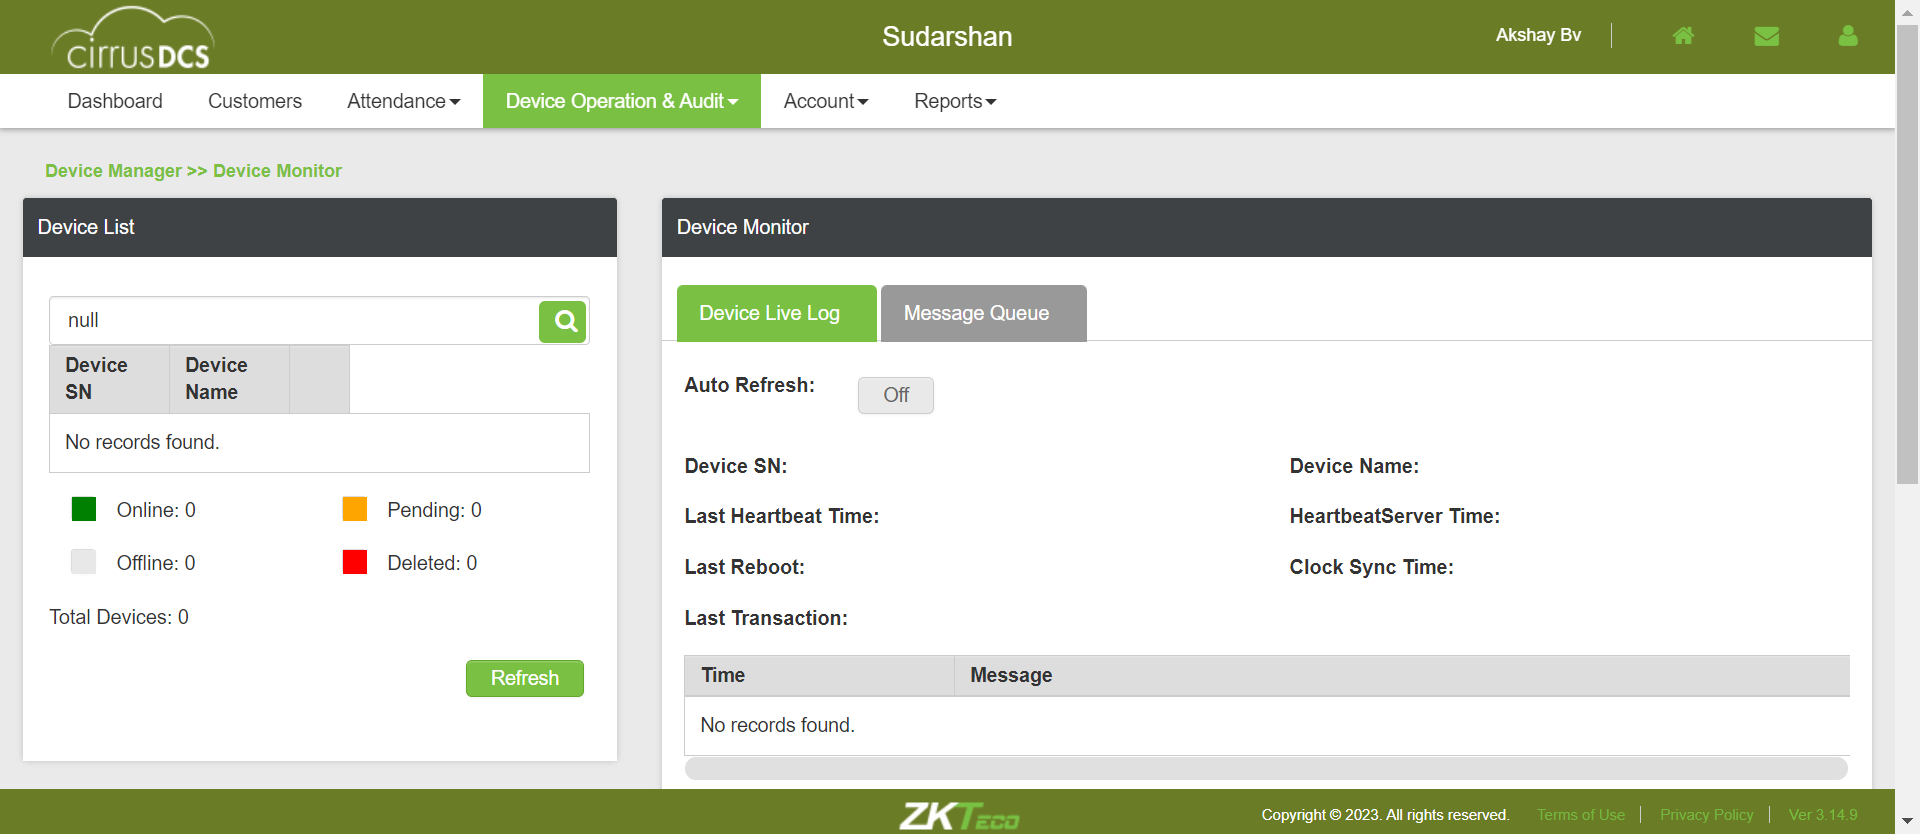 cirrusDCS
Sudarshan
Akshay Bv
Dashboard Customers Attendance Device Operation & Audit Account Reports
Device Manager >> Device Monitor
Device List
null
Device SN
Device Name
No records found.
Online: 0 Pending: 0
Offline: 0 Deleted: 0
Total Devices: 0
Refresh
Device Monitor
Device Live Log Message Queue
Auto Refresh: Off
Device SN: Device Name:
Last Heartbeat Time: HeartbeatServer Time:
Last Reboot: Clock Sync Time:
Last Transaction:
Time Message
No records found.
ZKTeco
Copyright © 2023. All rights reserved. Terms of Use Privacy Policy Ver 3.14.9